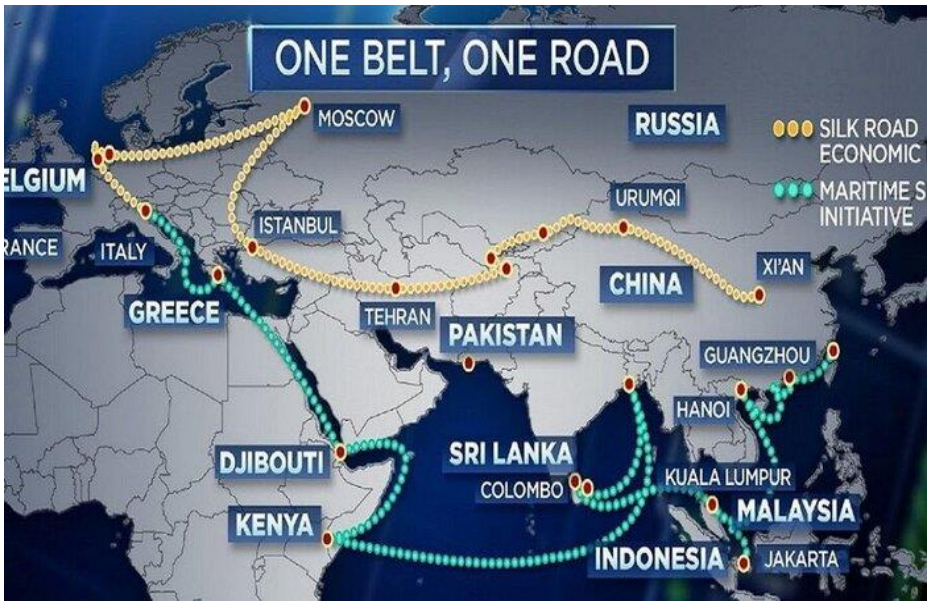 ONE BELT, ONE ROAD
MOSCOW
RUSSIA
SILK ROAD
ECONOMIC
MARITIME S
INITIATIVE
ELGIUM
URUMQI
ISTANBUL
RANCE
ITALY
XI'AN
CHINA
GREECE
TEHRAN
PAKISTAN
GUANGZHOU
HANOI
DJIBOUTI
SRI LANKA
COLOMBO
KUALA LUMPUR
MALAYSIA
KENYA
INDONESIA
JAKARTA